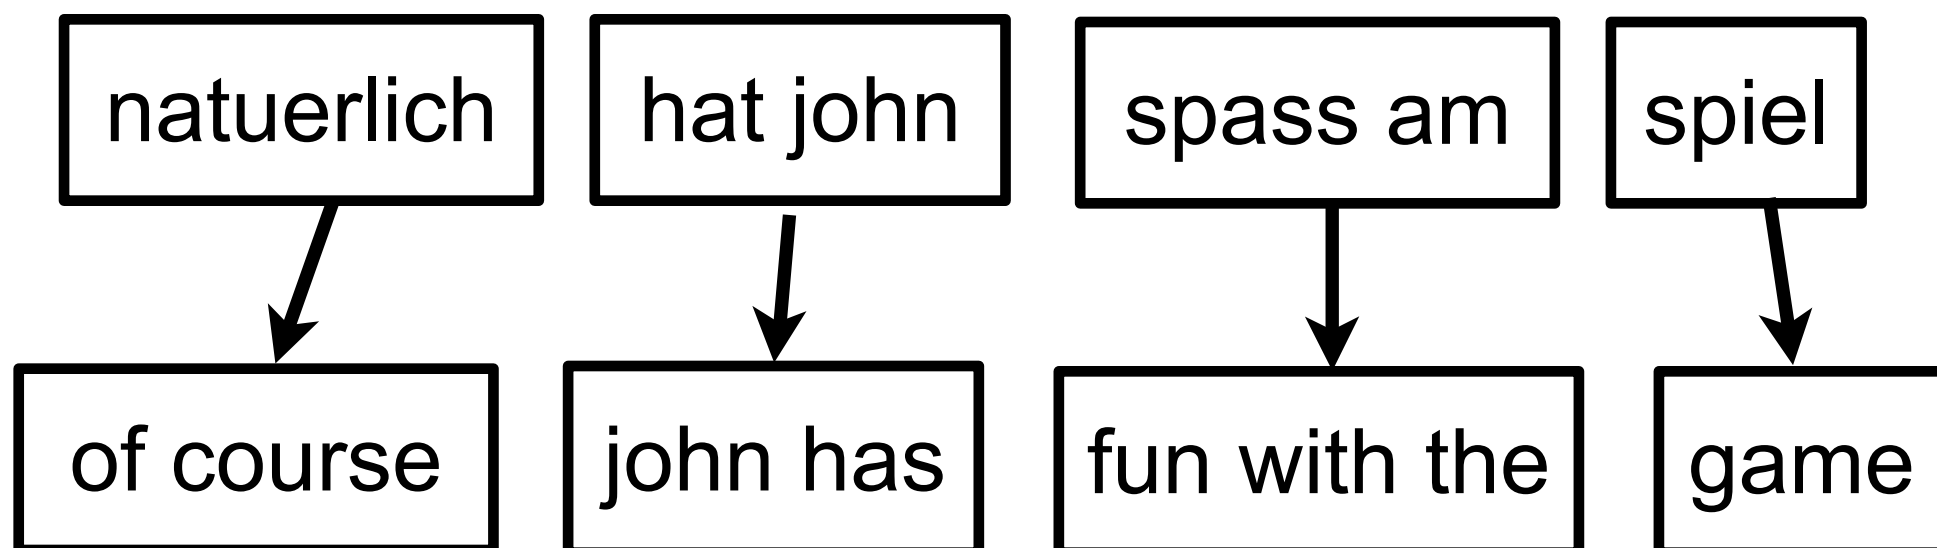 natuerlich hat john spass am spiel
of course john has fun with the game